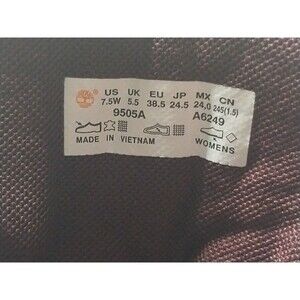 US UK EU JP MX CN
7.5W 5.5 38.5 24.5 24.0 245(1.5)
9505A A6249
MADE IN VIETNAM WOMENS